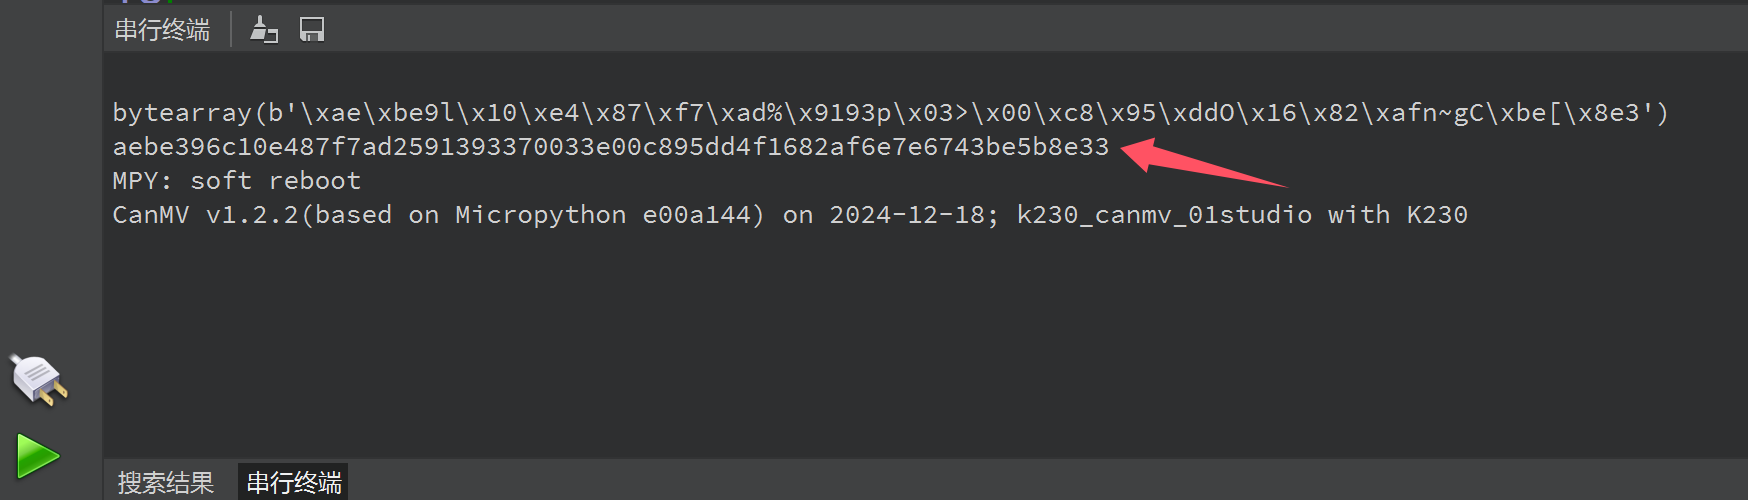 串行终端
bytearray(b'\xae\xbe9l\x10\xe4\x87\xf7\xad%\x9193p\x03>\x00\xc8\x95\xddO\x16\x82\xafn~gC\xbe[\x8e3')
aebe396c10e487f7ad2591393370033e00c895dd4f1682af6e7e6743be5b8e33
MPY: soft reboot
CanMV v1.2.2(based on Micropython e00a144) on 2024-12-18; k230_canmv_01studio with K230
搜索结果 串行终端